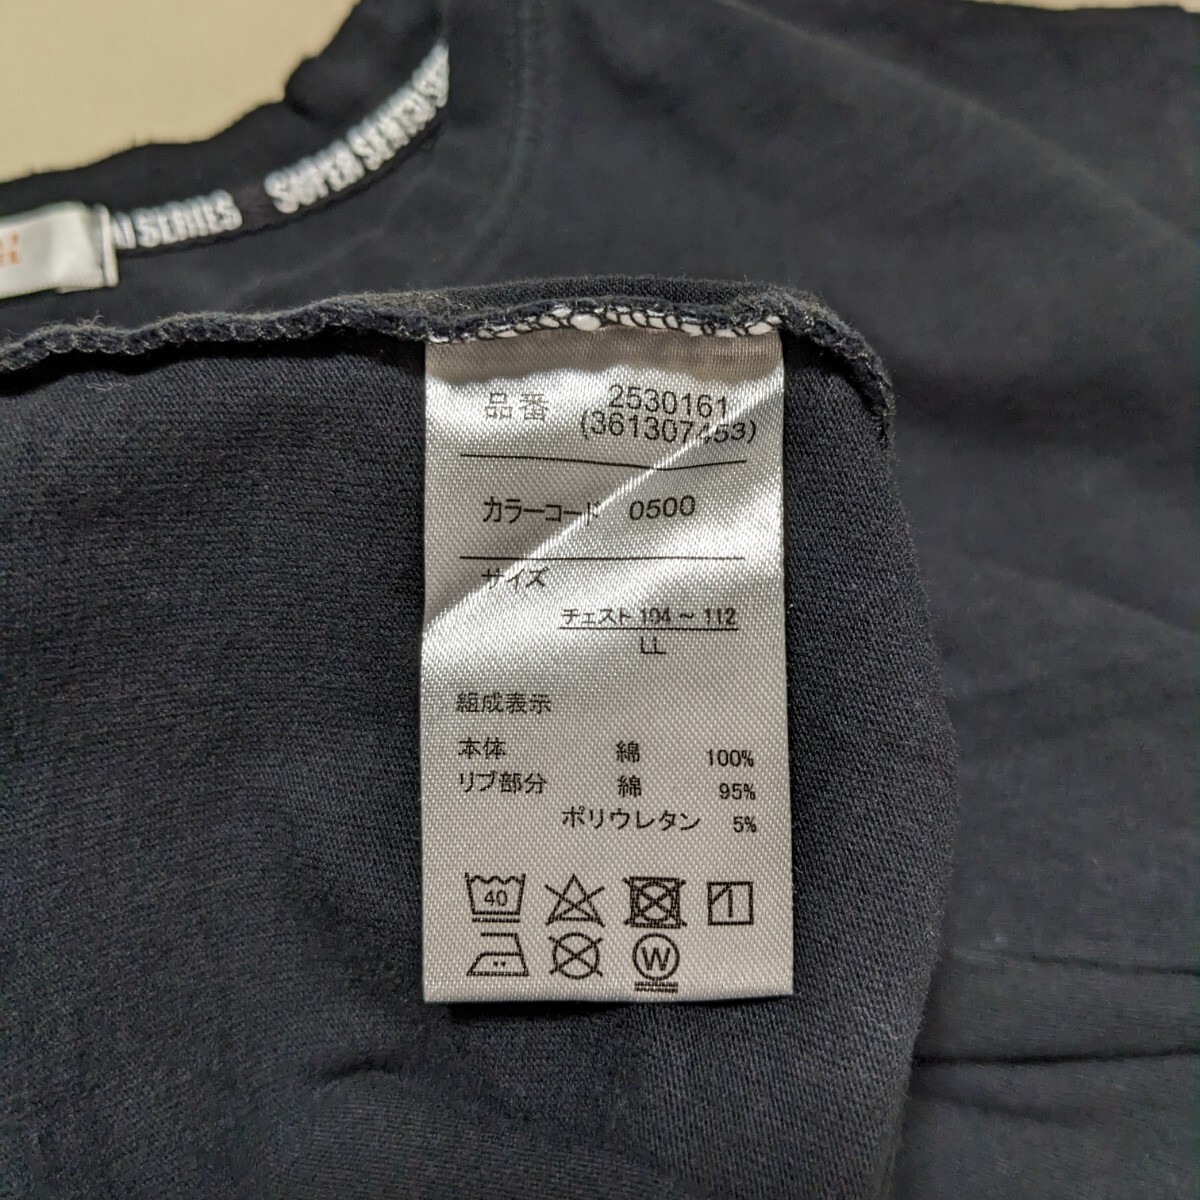 SERIES
SUPER SENTAI SE
品番 2530161
(361307453)
カラーコード 0500
サイズ
チェスト 104 ~ 112
LL
組成表示
本体 綿 100%
リブ部分 綿 95%
ポリウレタン 5%
40
W